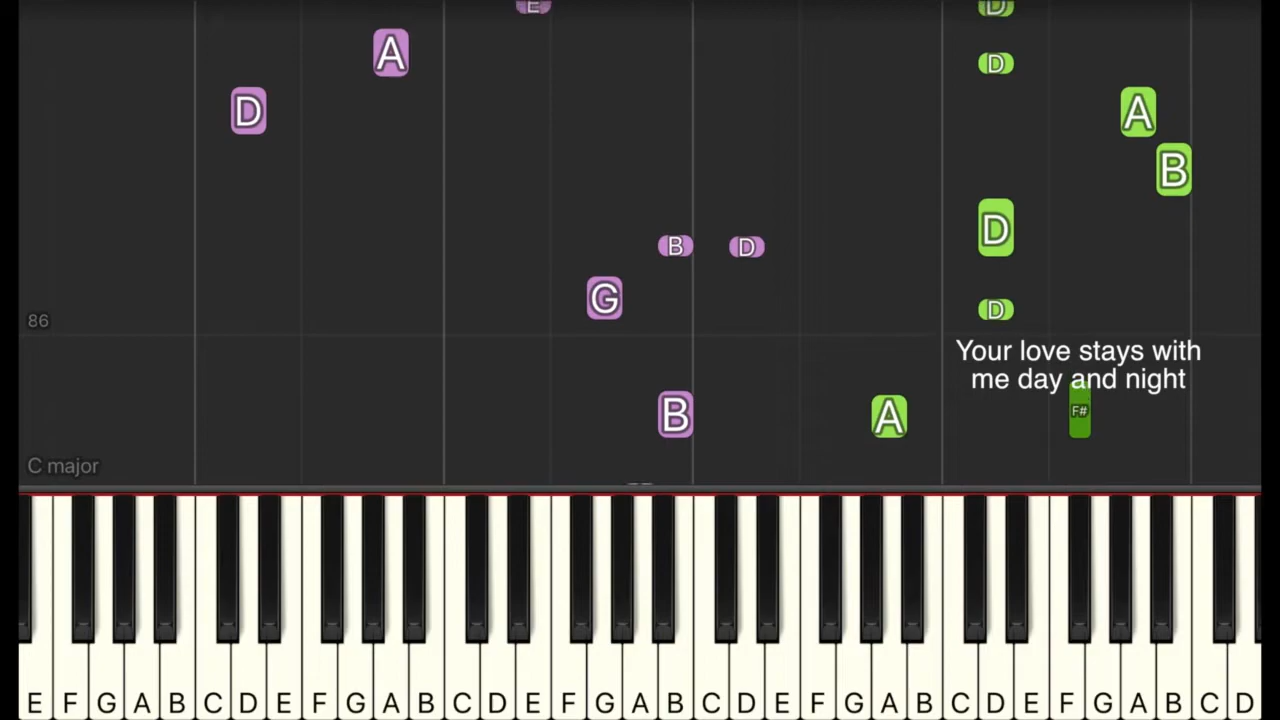 E
D
A
D
D
A
B
D
B
D
G
D
86
Your love stays with
me day and night
F#
B
A
C major
E F G A B C D E F G A B C D E F G A B C D E F G A B C D E F G A B C D